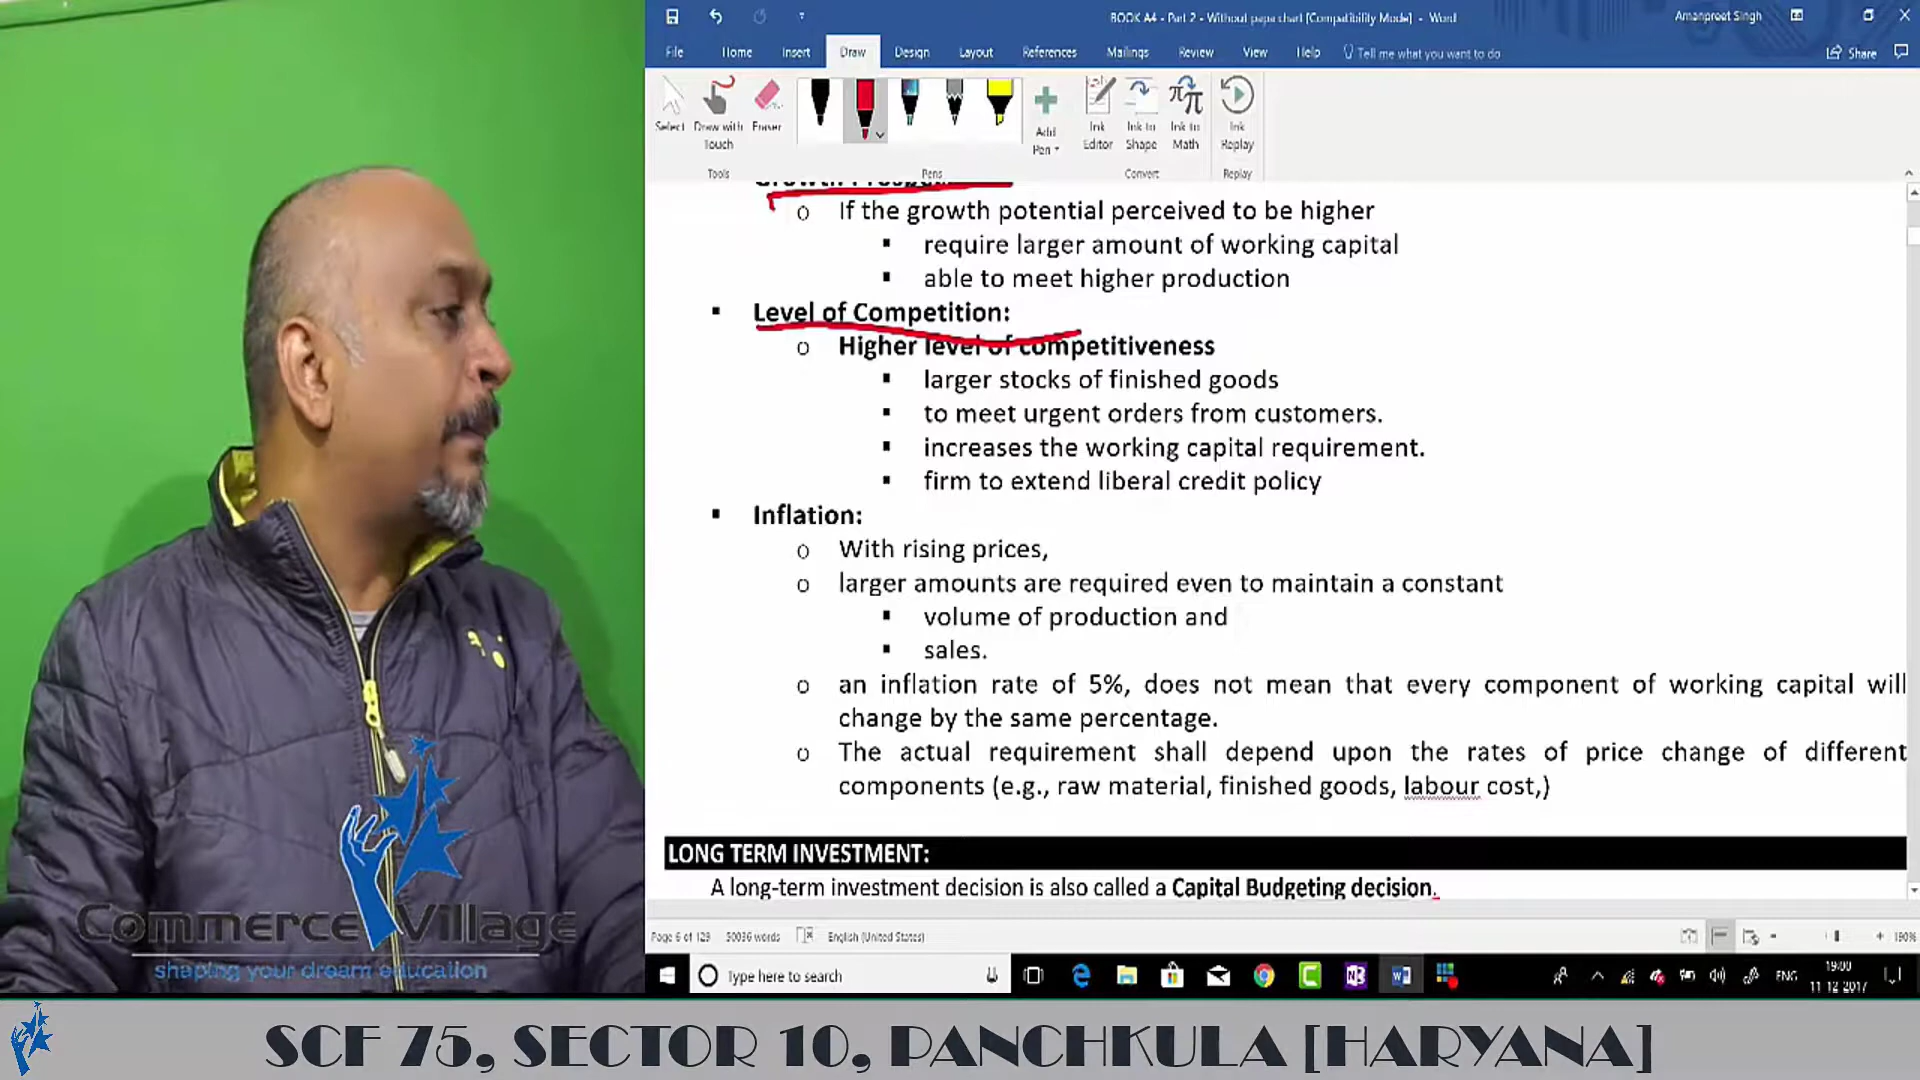 BOOK A4 - Part 2 - Without papa chart [Compatibility Mode] - Word
Amanpreet Singh
File Home Insert Draw Design Layout References Mailings Review View Help Tell me what you want to do Share
Select Draw with Touch Eraser Add Pen Ink Editor Ink to Shape Ink to Math Ink Replay
Tools Pens Convert Replay
o If the growth potential perceived to be higher
▪ require larger amount of working capital
▪ able to meet higher production
▪ Level of Competition:
o Higher level of competitiveness
▪ larger stocks of finished goods
▪ to meet urgent orders from customers.
▪ increases the working capital requirement.
▪ firm to extend liberal credit policy
▪ Inflation:
o With rising prices,
o larger amounts are required even to maintain a constant
▪ volume of production and
▪ sales.
o an inflation rate of 5%, does not mean that every component of working capital will
change by the same percentage.
o The actual requirement shall depend upon the rates of price change of different
components (e.g., raw material, finished goods, labour cost,)
LONG TERM INVESTMENT:
A long-term investment decision is also called a Capital Budgeting decision.
Page 6 of 123 50036 words English (United States) 190%
Type here to search
ENG
19:00
11-12-2017
Commerce Village
shaping your dream education
SCF 75, SECTOR 10, PANCHKULA [HARYANA]